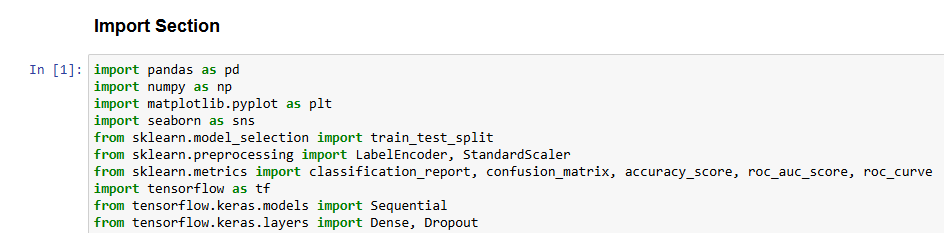 Import Section
In [1]: import pandas as pd
import numpy as np
import matplotlib.pyplot as plt
import seaborn as sns
from sklearn.model_selection import train_test_split
from sklearn.preprocessing import LabelEncoder, StandardScaler
from sklearn.metrics import classification_report, confusion_matrix, accuracy_score, roc_auc_score, roc_curve
import tensorflow as tf
from tensorflow.keras.models import Sequential
from tensorflow.keras.layers import Dense, Dropout